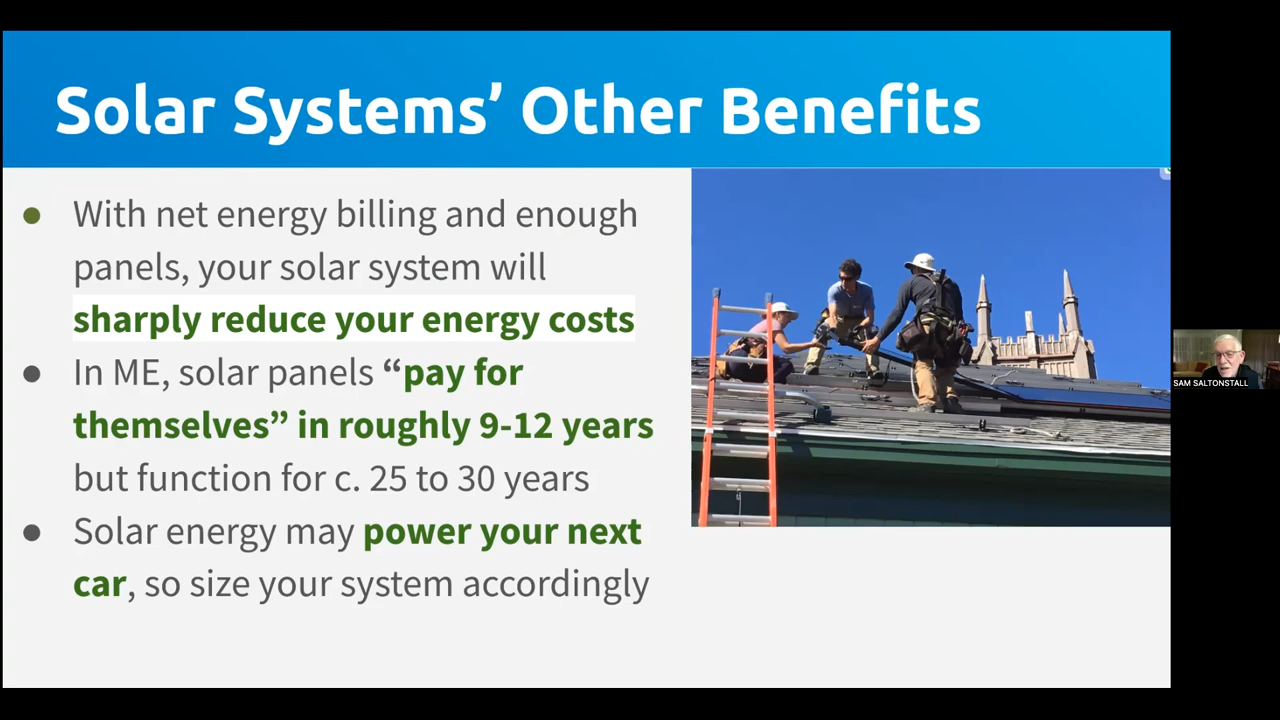 Solar Systems’ Other Benefits
With net energy billing and enough
panels, your solar system will
sharply reduce your energy costs
In ME, solar panels “pay for
themselves” in roughly 9-12 years
but function for c. 25 to 30 years
Solar energy may power your next
car, so size your system accordingly
SAM SALTONSTALL